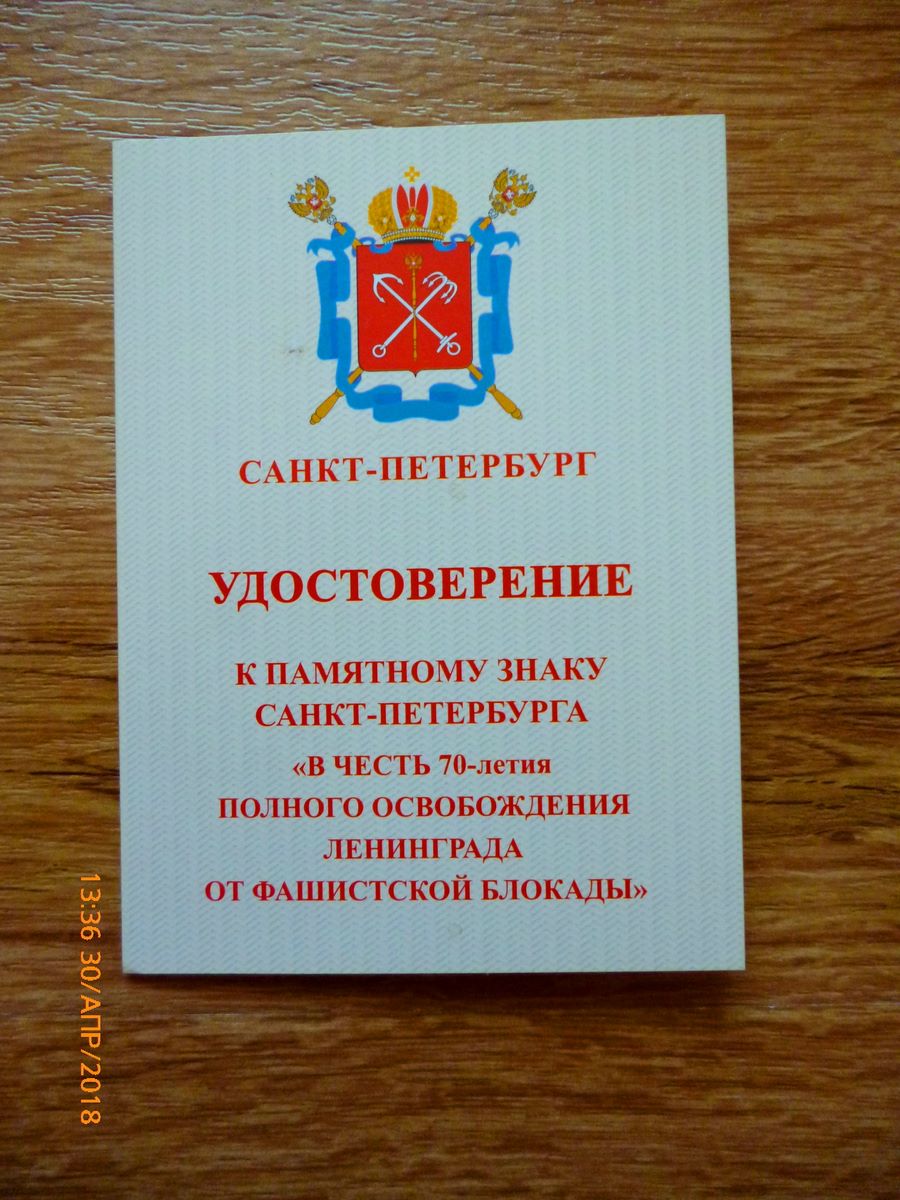 САНКТ-ПЕТЕРБУРГ
УДОСТОВЕРЕНИЕ
К ПАМЯТНОМУ ЗНАКУ
САНКТ-ПЕТЕРБУРГА
«В ЧЕСТЬ 70-летия
ПОЛНОГО ОСВОБОЖДЕНИЯ
ЛЕНИНГРАДА
ОТ ФАШИСТСКОЙ БЛОКАДЫ»
13:36 30/АПР/2018